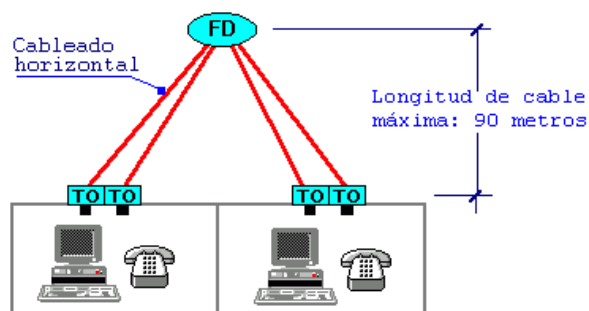 FD
Cableado
horizontal
Longitud de cable
máxima: 90 metros
TO TO
TO TO